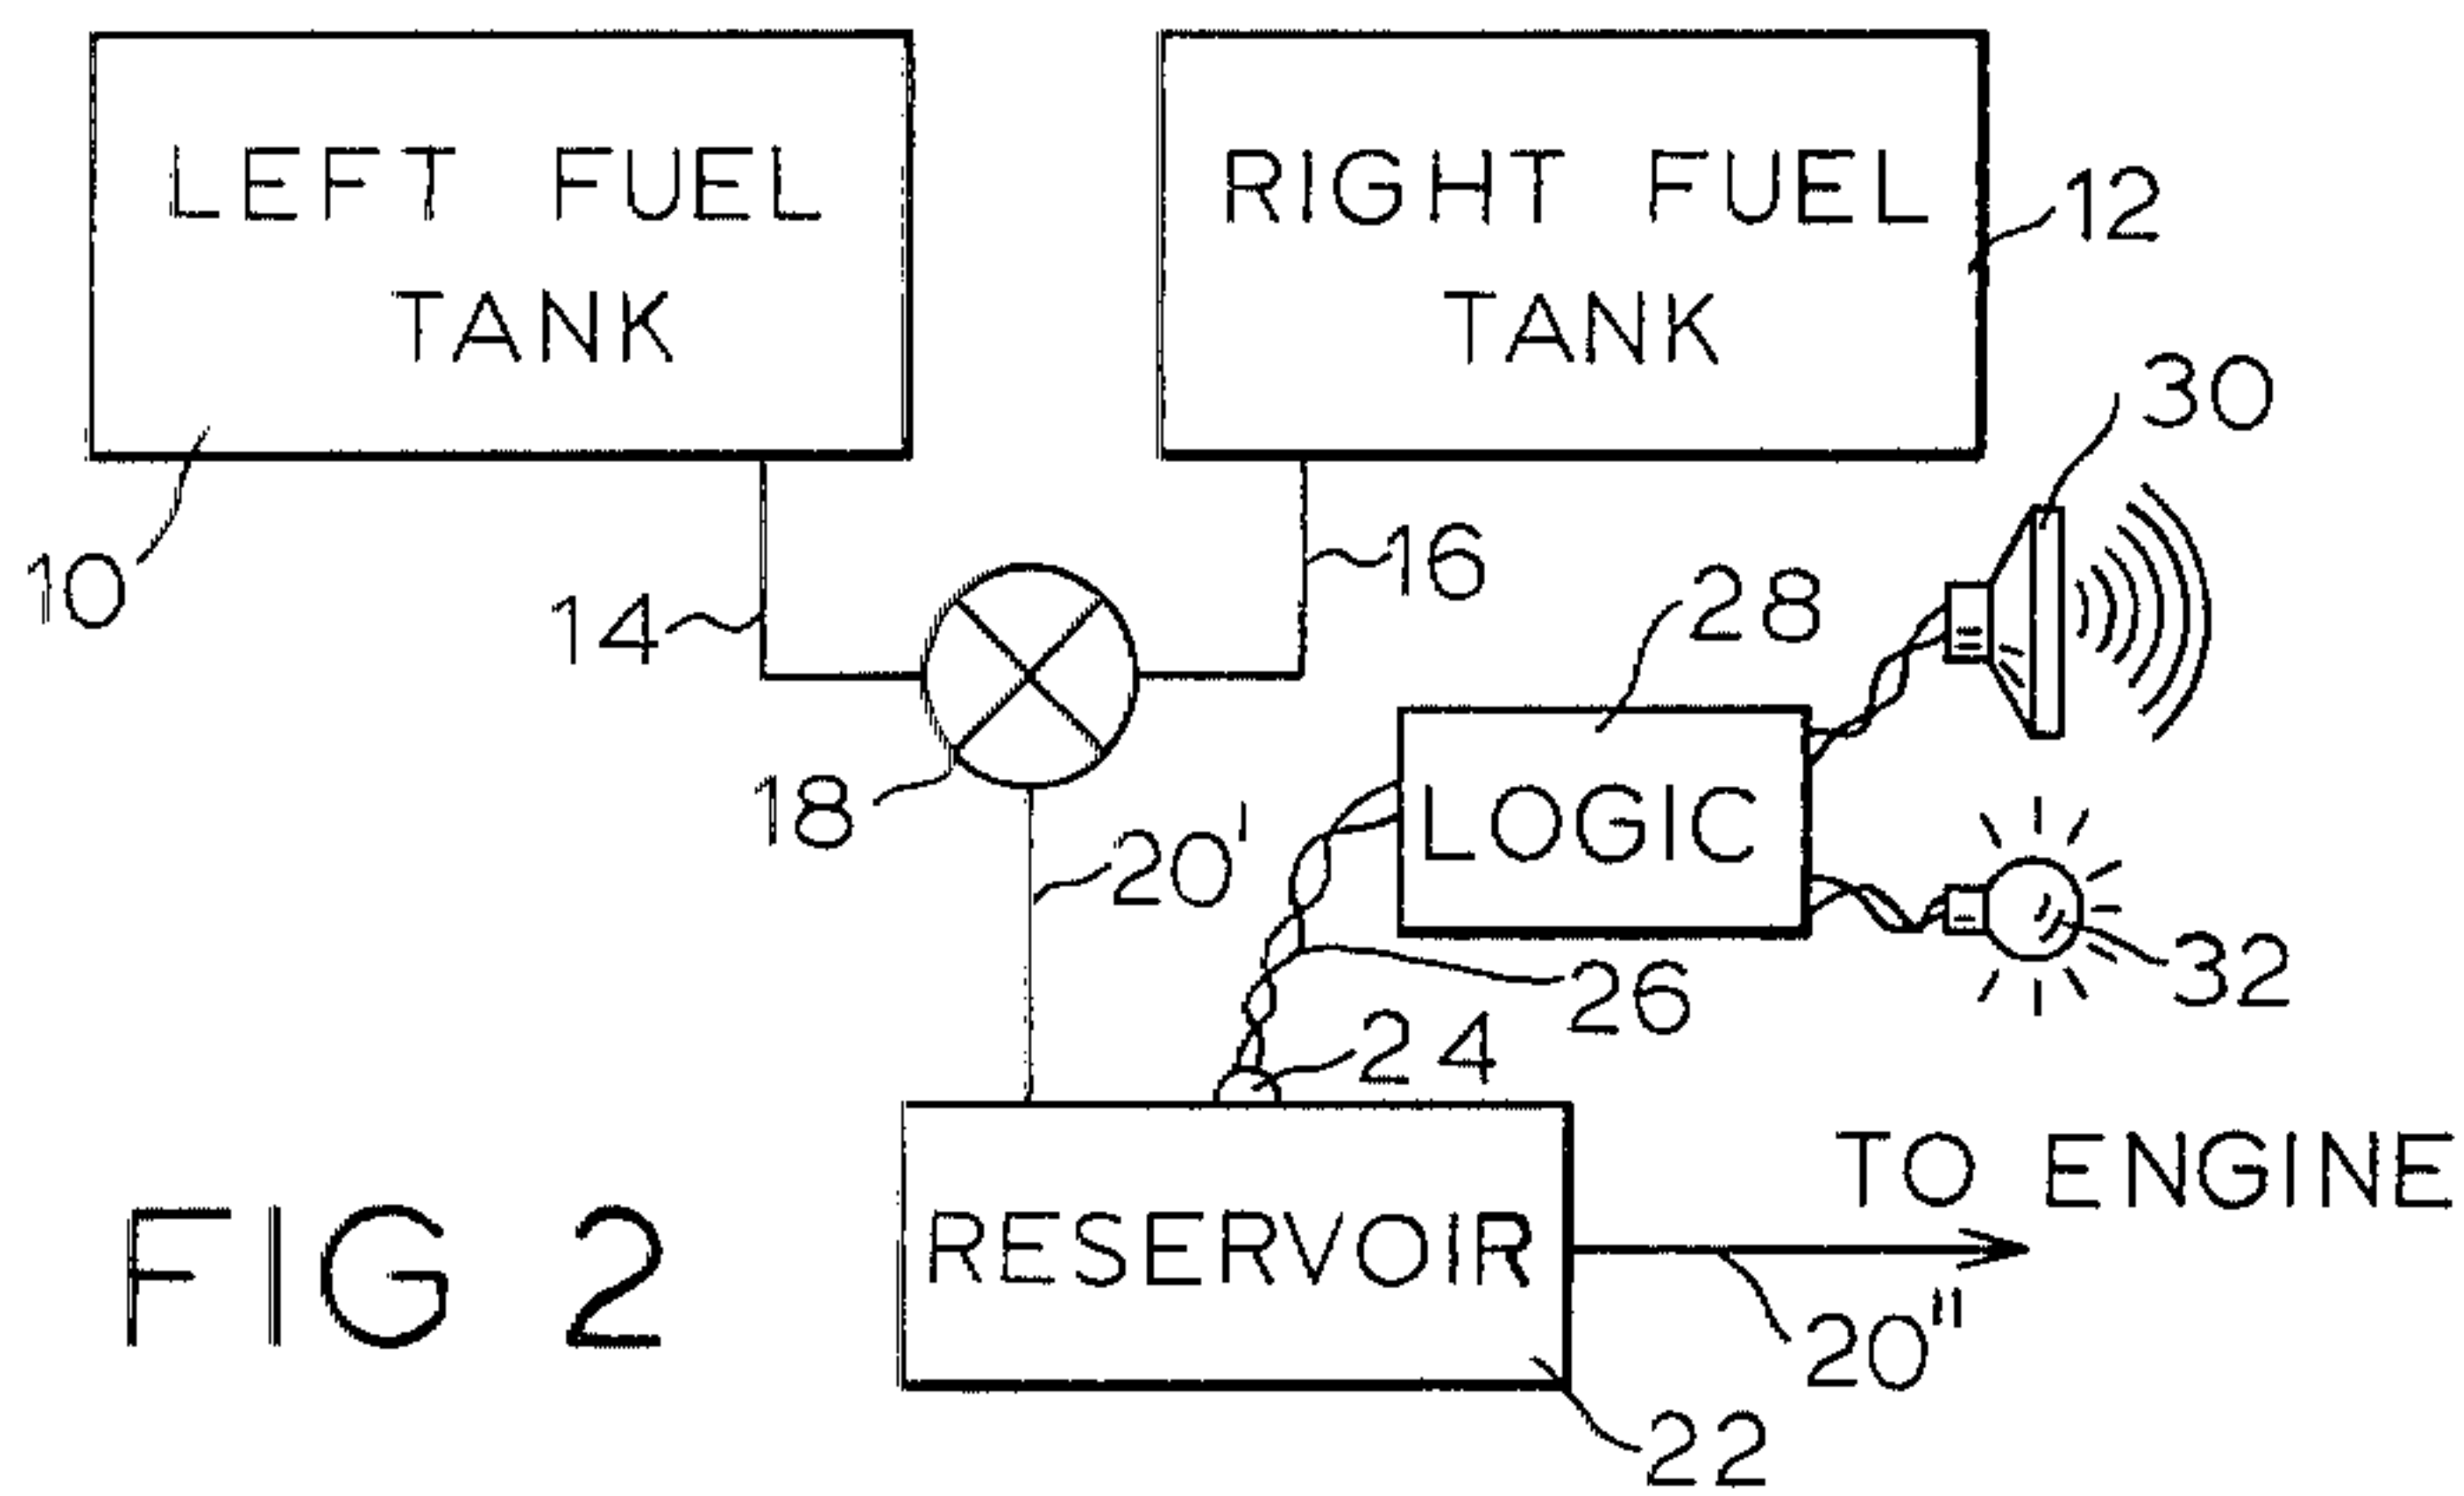 LEFT FUEL
TANK
RIGHT FUEL
TANK
12
30
10
14
16
28
18
20'
LOGIC
26
32
24
TO ENGINE
RESERVOIR
20"
22
FIG 2